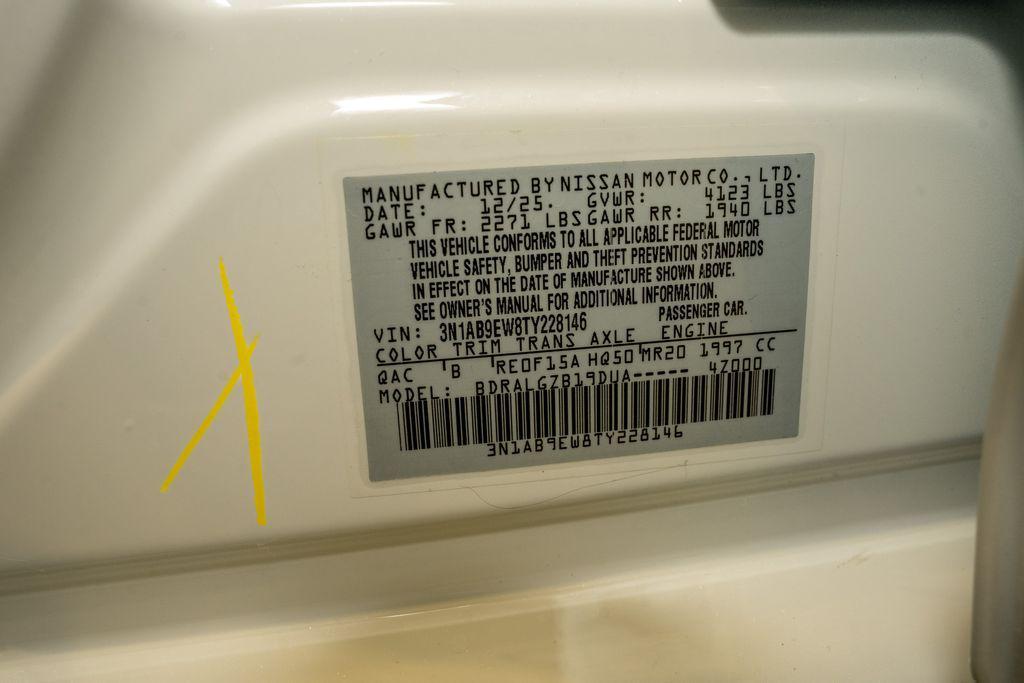 MANUFACTURED BY NISSAN MOTOR CO., LTD.
DATE: 12/25. GVWR: 4123 LBS
GAWR FR: 2271 LBS GAWR RR: 1940 LBS
THIS VEHICLE CONFORMS TO ALL APPLICABLE FEDERAL MOTOR
VEHICLE SAFETY, BUMPER AND THEFT PREVENTION STANDARDS
IN EFFECT ON THE DATE OF MANUFACTURE SHOWN ABOVE.
SEE OWNER'S MANUAL FOR ADDITIONAL INFORMATION.
VIN: 3N1AB9EW8TY228146 PASSENGER CAR.
COLOR TRIM TRANS AXLE ENGINE
QAC B RE0F15A HQ50 MR20 1997 CC
MODEL: BDRALGZB19DUA----- 47000
3N1AB9EW8TY228146